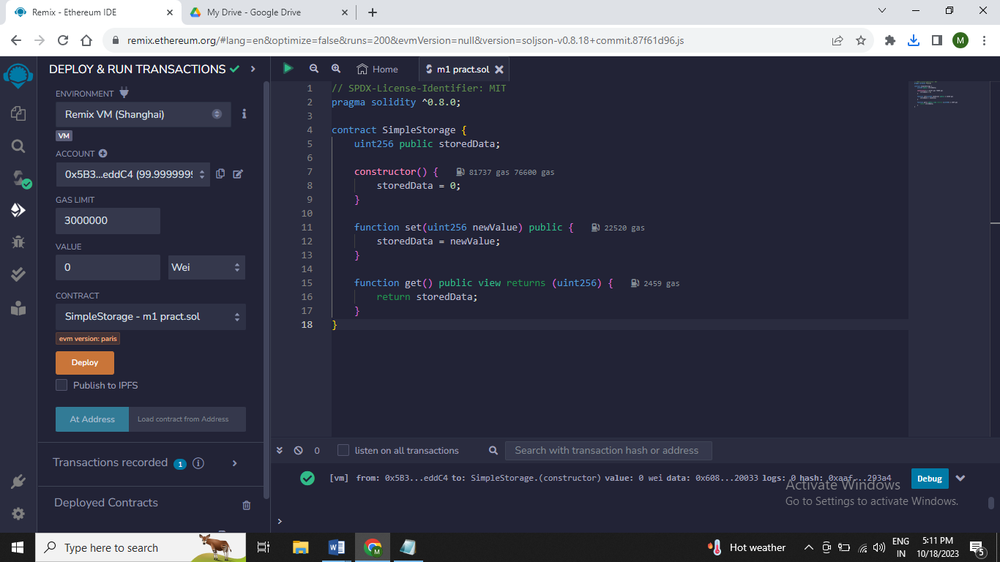 Remix - Ethereum IDE
My Drive - Google Drive
remix.ethereum.org/#lang=en&optimize=false&runs=200&evmVersion=null&version=soljson-v0.8.18+commit.87f61d96.js
M
DEPLOY & RUN TRANSACTIONS
ENVIRONMENT
Remix VM (Shanghai)
VM
ACCOUNT
0x5B3...eddC4 (99.9999999
GAS LIMIT
3000000
VALUE
0
Wei
CONTRACT
SimpleStorage - m1 pract.sol
evm version: paris
Deploy
Publish to IPFS
At Address
Load contract from Address
Transactions recorded 1 i
Deployed Contracts
Home
m1 pract.sol
1 // SPDX-License-Identifier: MIT
2 pragma solidity ^0.8.0;
3
4 contract SimpleStorage {
5 uint256 public storedData;
6
7 constructor() { 81737 gas 76600 gas
8 storedData = 0;
9 }
10
11 function set(uint256 newValue) public { 22520 gas
12 storedData = newValue;
13 }
14
15 function get() public view returns (uint256) { 2459 gas
16 return storedData;
17 }
18 }
0
listen on all transactions
Search with transaction hash or address
[vm] from: 0x5B3...eddC4 to: SimpleStorage.(constructor) value: 0 wei data: 0x608...20033 logs: 0 hash: 0xaaf...293a4
Debug
>
Activate Windows
Go to Settings to activate Windows.
Type here to search
Hot weather
ENG
IN
5:11 PM
10/18/2023
5